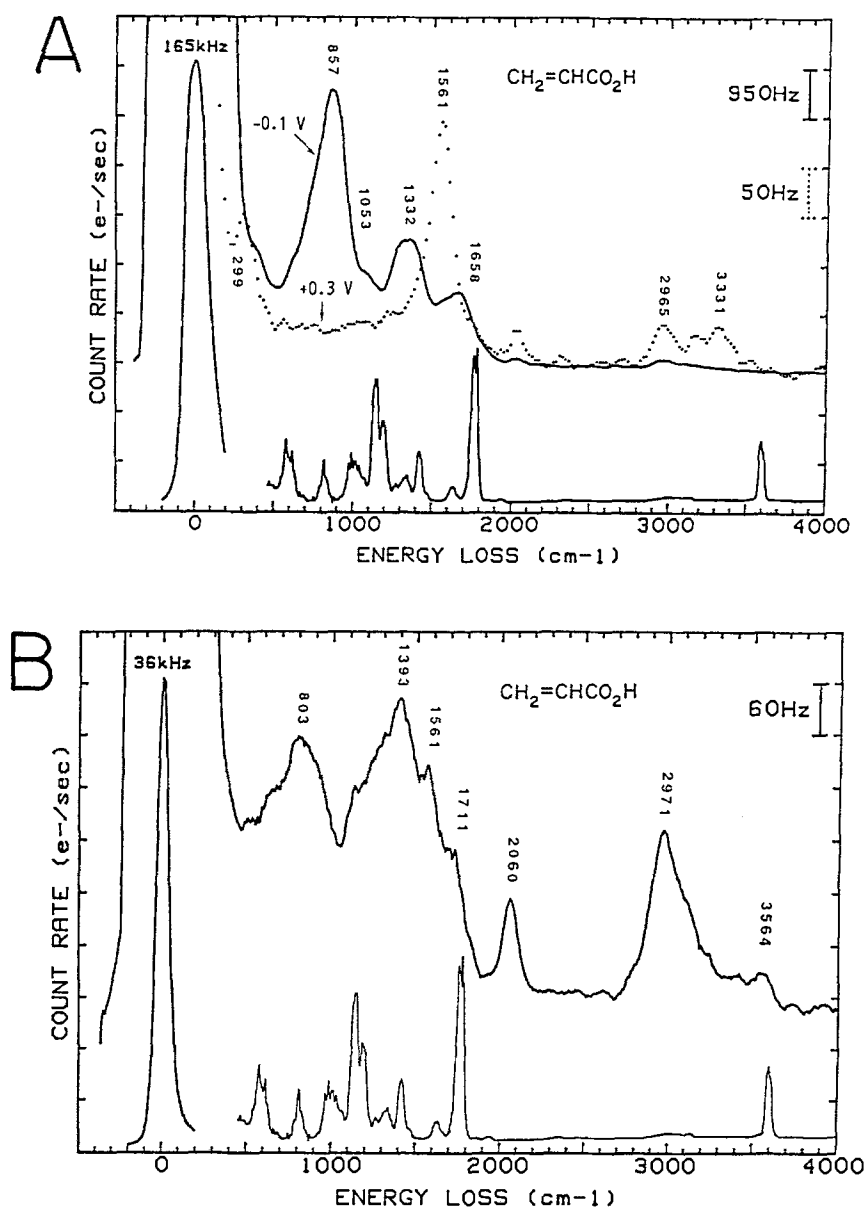 A
165kHz
857
-0.1 V
1053
1332
1561
1658
CH2=CHCO2H
950Hz
50Hz
299
+0.3 V
2965
3331
COUNT RATE (e-/sec)
0
1000
2000
3000
4000
ENERGY LOSS (cm-1)
B
36kHz
803
1393
1561
1711
CH2=CHCO2H
60Hz
2060
2971
3564
COUNT RATE (e-/sec)
0
1000
2000
3000
4000
ENERGY LOSS (cm-1)